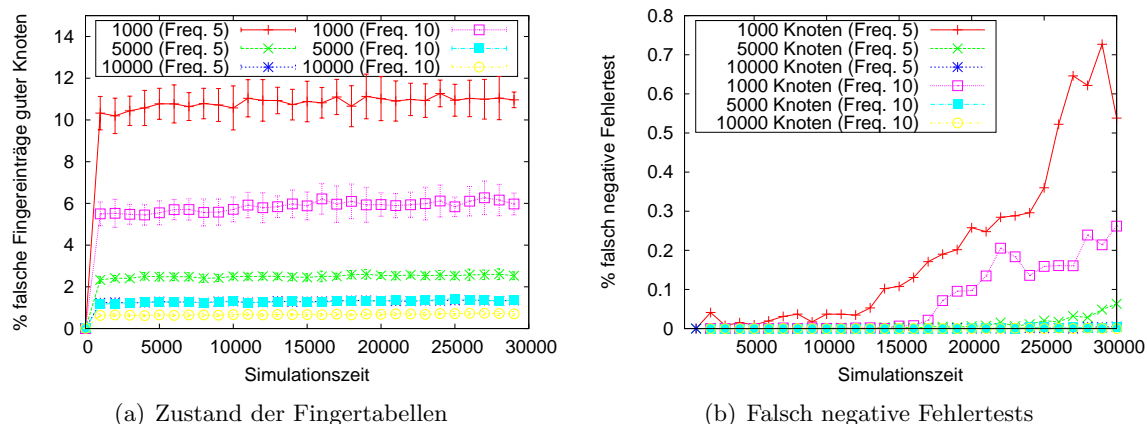 % falsche Fingereinträge guter Knoten
14
12
10
8
6
4
2
0
1000 (Freq. 5)
5000 (Freq. 5)
10000 (Freq. 5)
1000 (Freq. 10)
5000 (Freq. 10)
10000 (Freq. 10)
0 5000 10000 15000 20000 25000 30000
Simulationszeit
(a) Zustand der Fingertabellen
% falsch negative Fehlertest
0.8
0.7
0.6
0.5
0.4
0.3
0.2
0.1
0
1000 Knoten (Freq. 5)
5000 Knoten (Freq. 5)
10000 Knoten (Freq. 5)
1000 Knoten (Freq. 10)
5000 Knoten (Freq. 10)
10000 Knoten (Freq. 10)
5000 10000 15000 20000 25000 30000
Simulationszeit
(b) Falsch negative Fehlertests